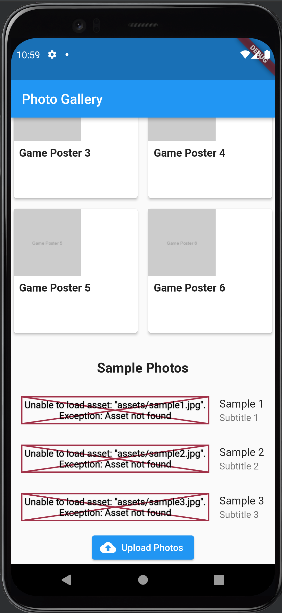 10:59
DEBUG
Photo Gallery
Game Poster 3
Game Poster 4
Game Poster 5
Game Poster 6
Game Poster 5
Game Poster 6
Sample Photos
Unable to load asset: "assets/sample1.jpg".
Exception: Asset not found
Sample 1
Subtitle 1
Unable to load asset: "assets/sample2.jpg".
Exception: Asset not found.
Sample 2
Subtitle 2
Unable to load asset: "assets/sample3.jpg".
Exception: Asset not found
Sample 3
Subtitle 3
Upload Photos